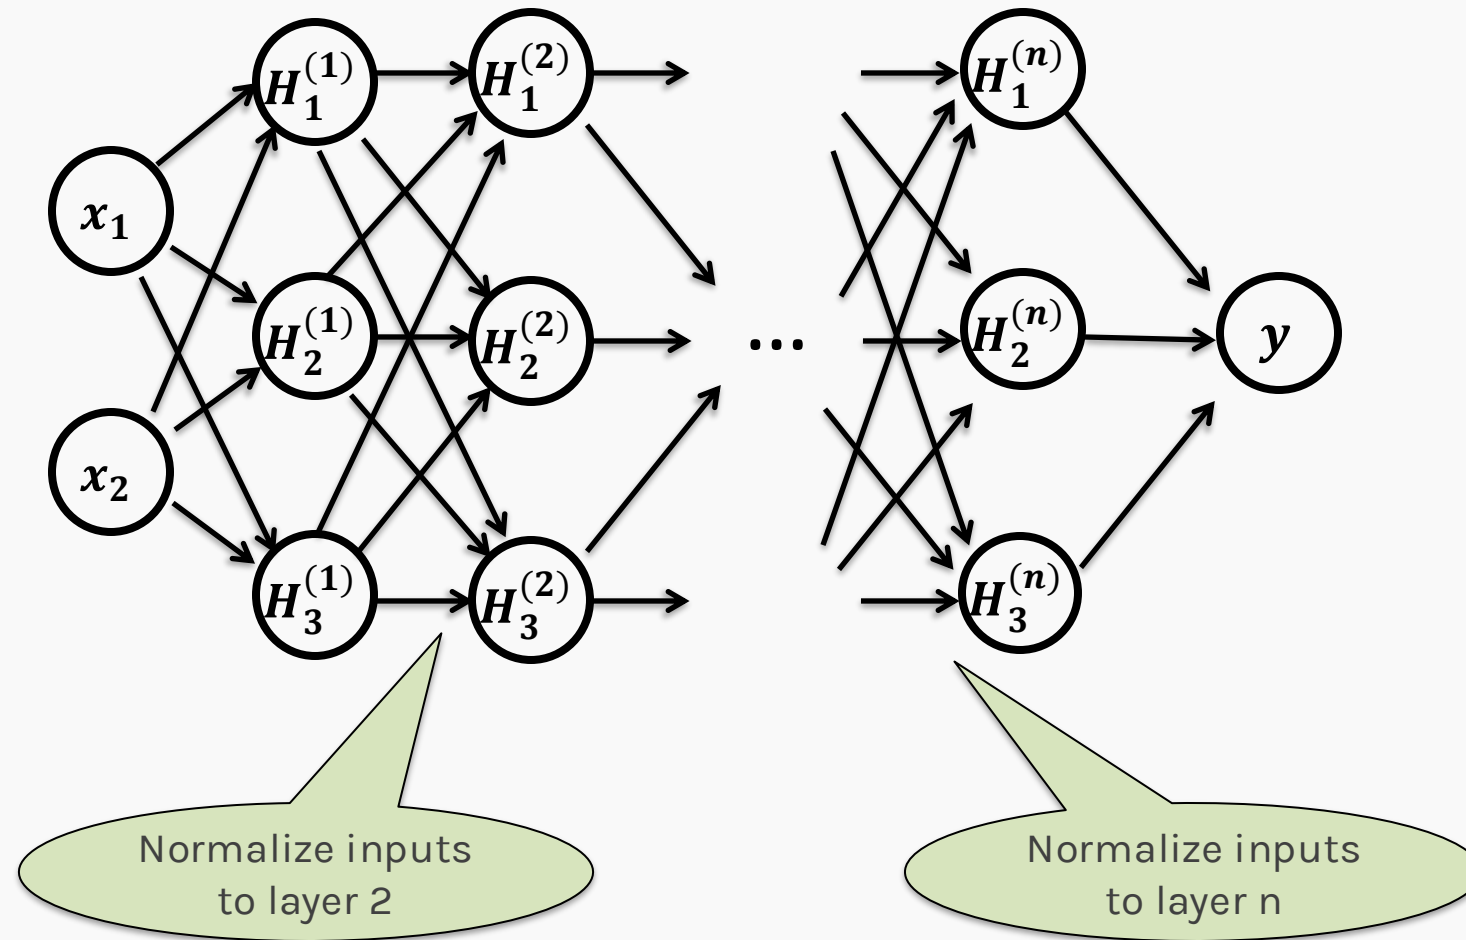 H₁⁽¹⁾
H₁⁽²⁾
H₁⁽ⁿ⁾
x₁
H₂⁽¹⁾
H₂⁽²⁾
...
H₂⁽ⁿ⁾
y
x₂
H₃⁽¹⁾
H₃⁽²⁾
H₃⁽ⁿ⁾
Normalize inputs
to layer 2
Normalize inputs
to layer n